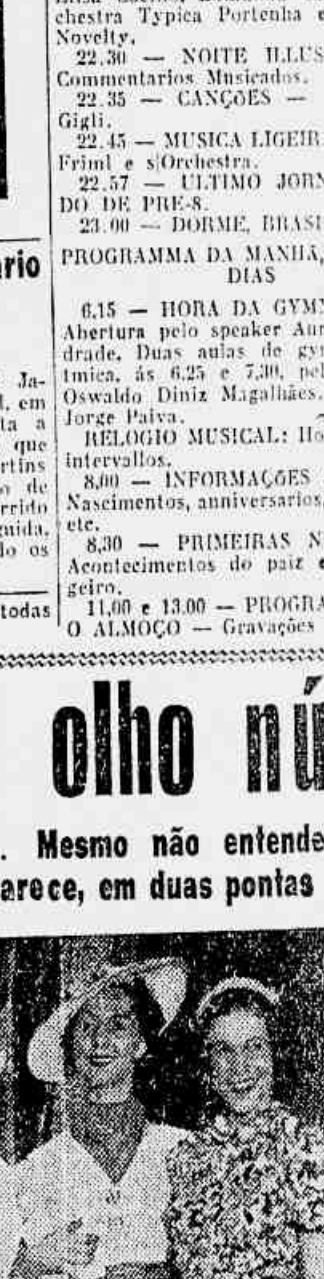 chestra Typica Portenha e
Novelty.
22.30 — NOITE ILLUS
Commentarios Musicados.
22.35 — CANÇÕES —
Gigli.
22.45 — MUSICA LIGEIR
Friml e s|Orchestra.
22.57 — ULTIMO JORN
DO DE PRE-8.
23.00 — DORME, BRASI
PROGRAMMA DA MANHÃ,
DIAS
6.15 — HORA DA GYMN
Abertura pelo speaker Aur
drade. Duas aulas de gyn
tmica, ás 6,25 e 7,30, pel
Oswaldo Diniz Magalhães.
Jorge Paiva.
RELOGIO MUSICAL: Ho
intervallos.
8,00 — INFORMAÇÕES
Nascimentos, anniversarios,
etc.
8,30 — PRIMEIRAS N
Acontecimentos do paiz e
geiro.
11,00 e 13.00 — PROGRA
O ALMOÇO — Gravações
rio
Ja-
l, em
ta a
que
rtins
o de
rrido
guida,
lo os
todas
olho nú
. Mesmo não entende
arece, em duas pontas